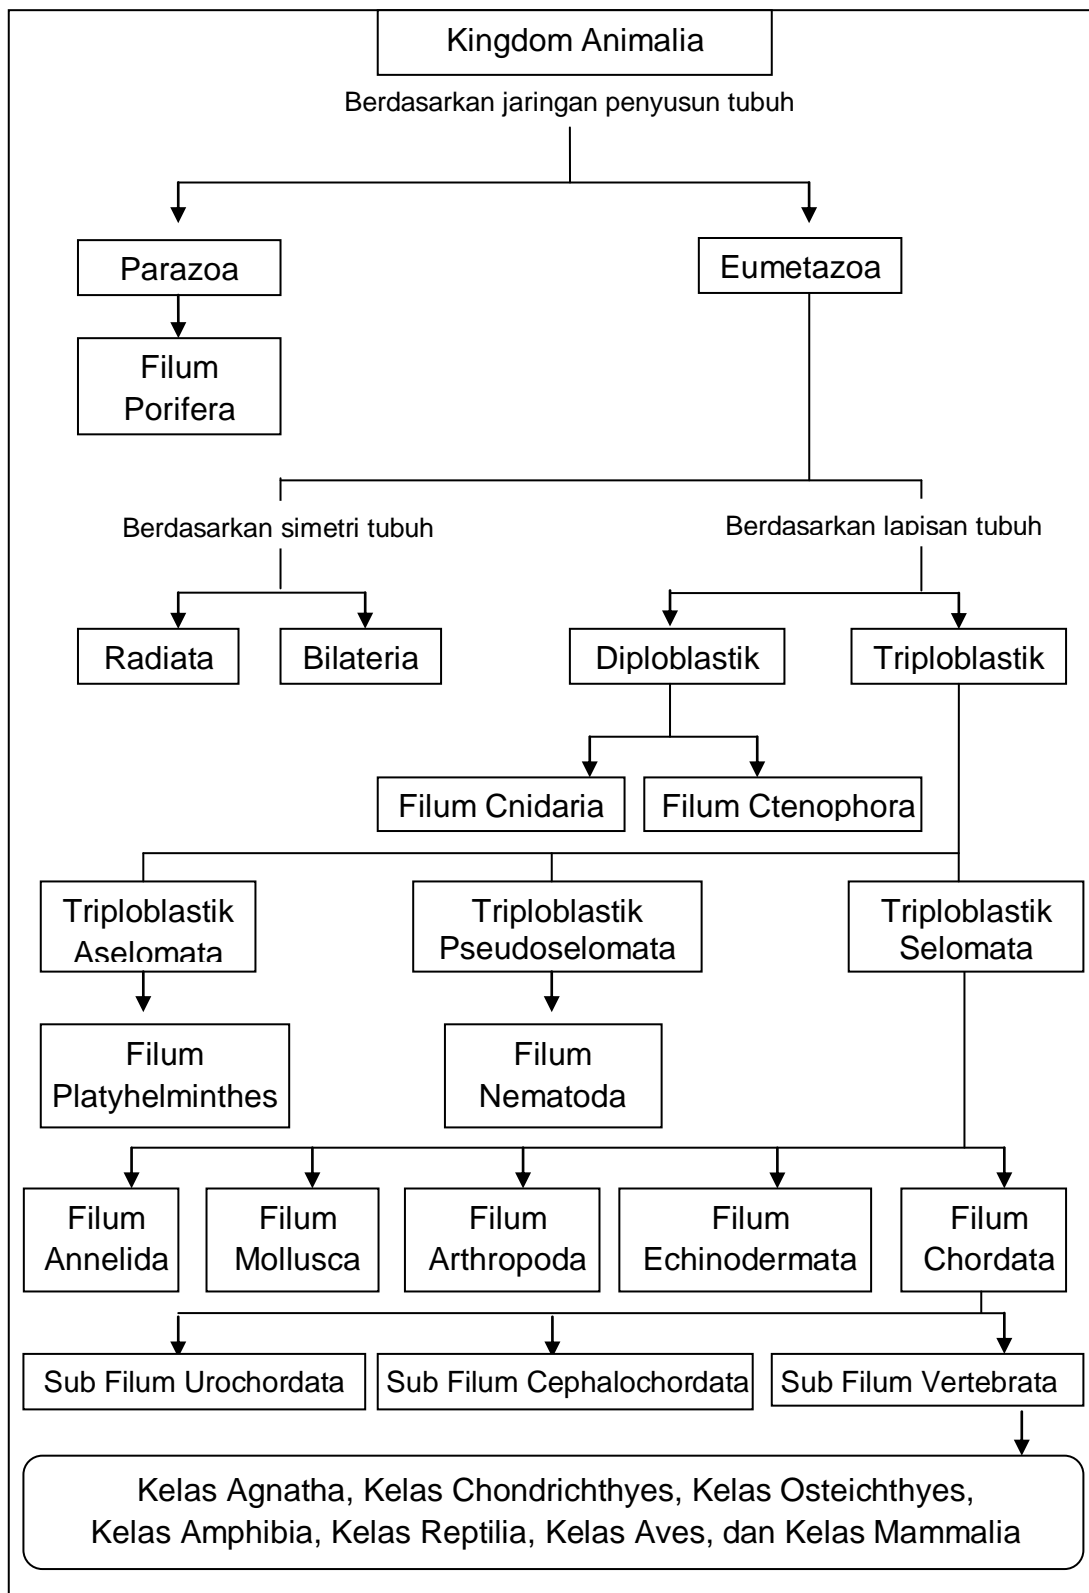 Kingdom Animalia
Berdasarkan jaringan penyusun tubuh
Parazoa
Eumetazoa
Filum
Porifera
Berdasarkan simetri tubuh
Berdasarkan lapisan tubuh
Radiata
Bilateria
Diploblastik
Triploblastik
Filum Cnidaria
Filum Ctenophora
Triploblastik
Aselomata
Triploblastik
Pseudoselomata
Triploblastik
Selomata
Filum
Platyhelminthes
Filum
Nematoda
Filum
Annelida
Filum
Mollusca
Filum
Arthropoda
Filum
Echinodermata
Filum
Chordata
Sub Filum Urochordata
Sub Filum Cephalochordata
Sub Filum Vertebrata
Kelas Agnatha, Kelas Chondrichthyes, Kelas Osteichthyes,
Kelas Amphibia, Kelas Reptilia, Kelas Aves, dan Kelas Mammalia